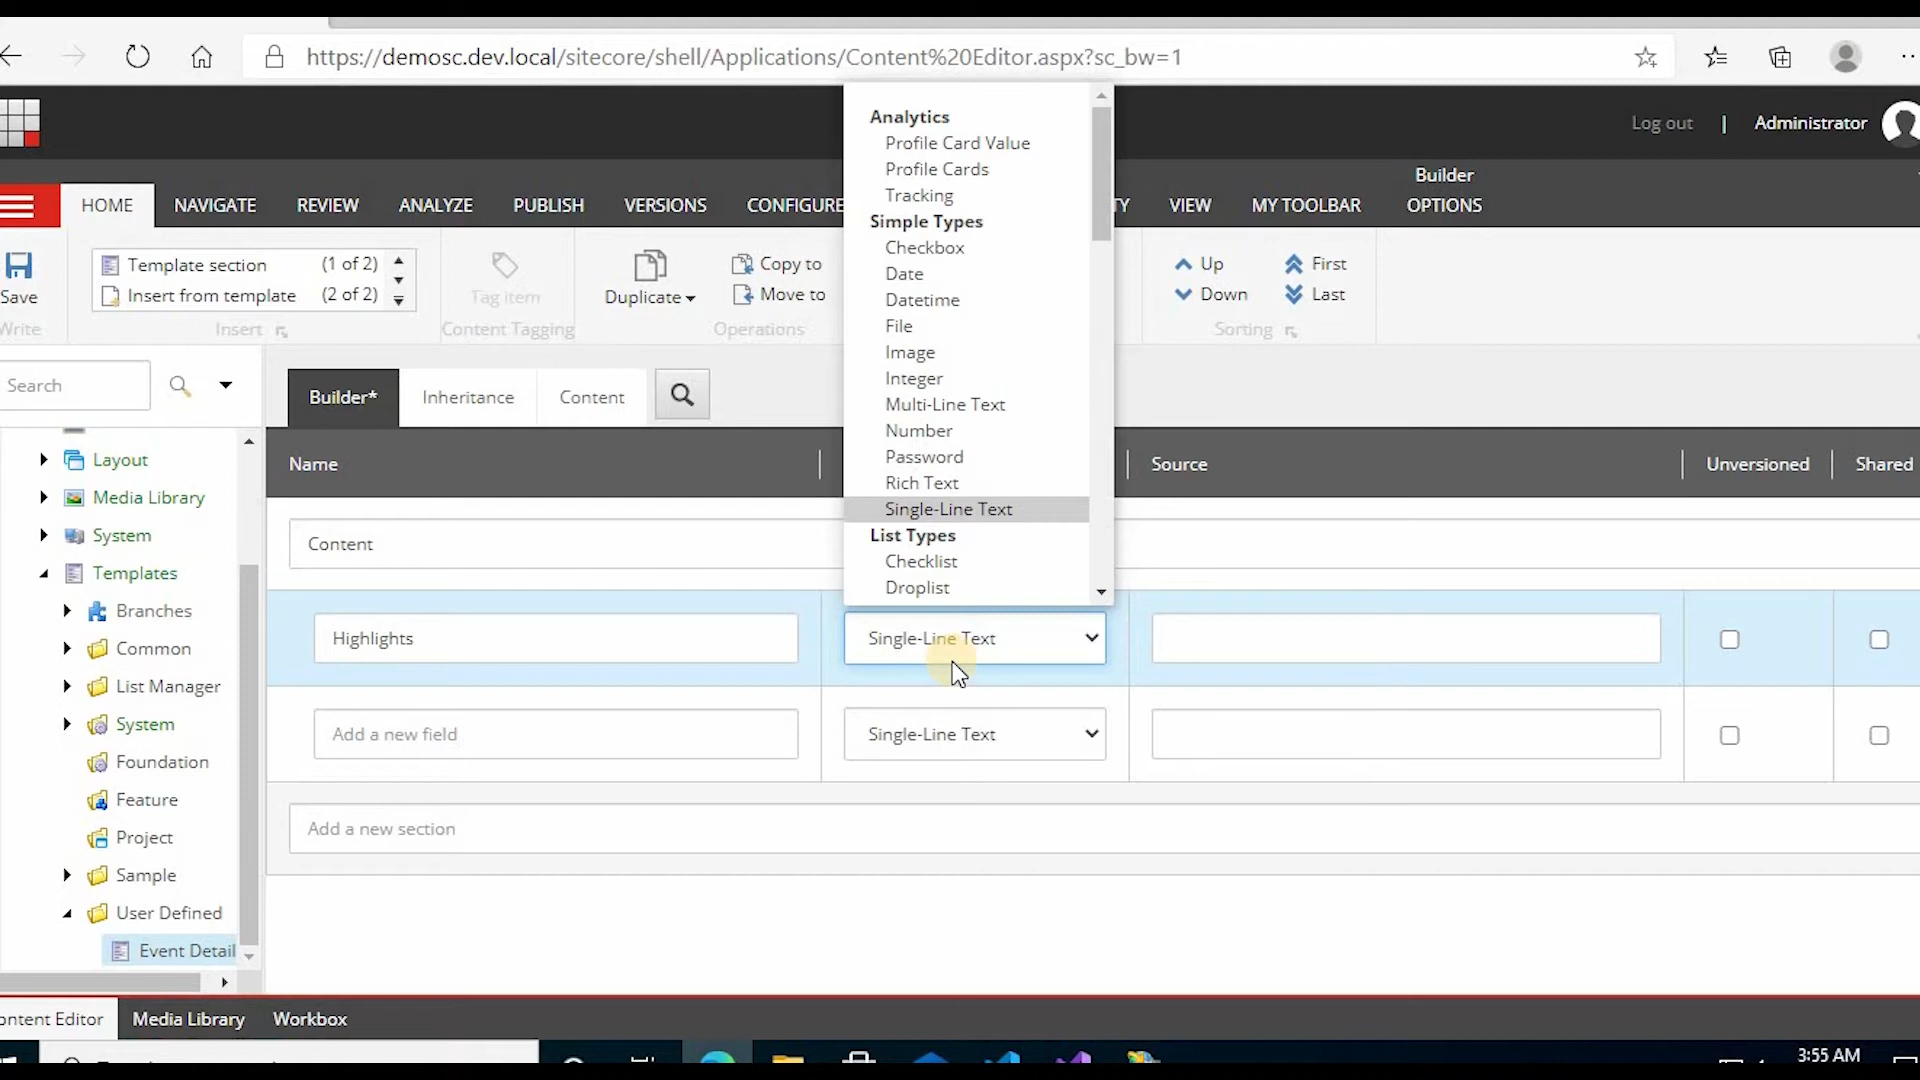 https://demosc.dev.local/sitecore/shell/Applications/Content%20Editor.aspx?sc_bw=1
Log out | Administrator
Builder
HOME NAVIGATE REVIEW ANALYZE PUBLISH VERSIONS CONFIGURE TY VIEW MY TOOLBAR OPTIONS
Analytics
Profile Card Value
Profile Cards
Tracking
Simple Types
Checkbox
Date
Datetime
File
Image
Integer
Multi-Line Text
Number
Password
Rich Text
Single-Line Text
List Types
Checklist
Droplist
Save
Write
Template section (1 of 2)
Insert from template (2 of 2)
Insert
Tag item
Content Tagging
Duplicate
Copy to
Move to
Operations
Up
Down
First
Last
Sorting
Search
Builder* Inheritance Content
Layout
Media Library
System
Templates
Branches
Common
List Manager
System
Foundation
Feature
Project
Sample
User Defined
Event Detail
Name Source Unversioned Shared
Content
Highlights Single-Line Text
Add a new field Single-Line Text
Add a new section
ontent Editor Media Library Workbox
3:55 AM